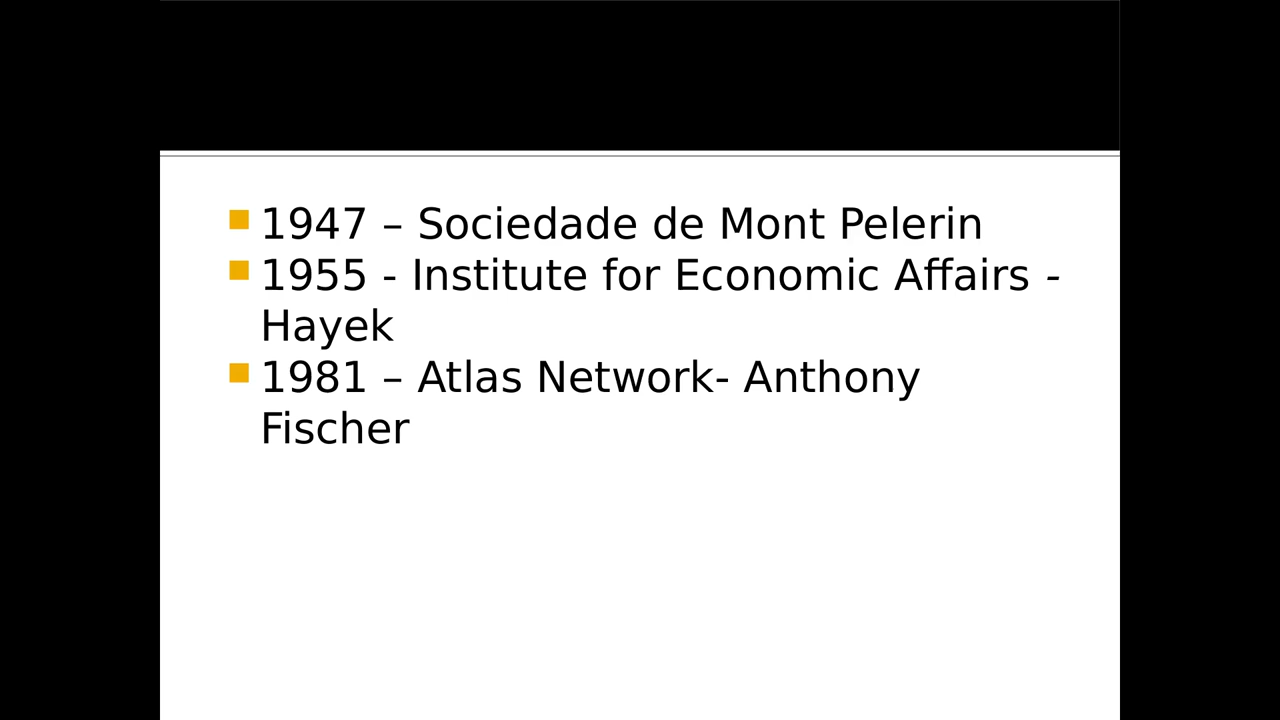 1947 – Sociedade de Mont Pelerin
1955 - Institute for Economic Affairs -
Hayek
1981 – Atlas Network- Anthony
Fischer